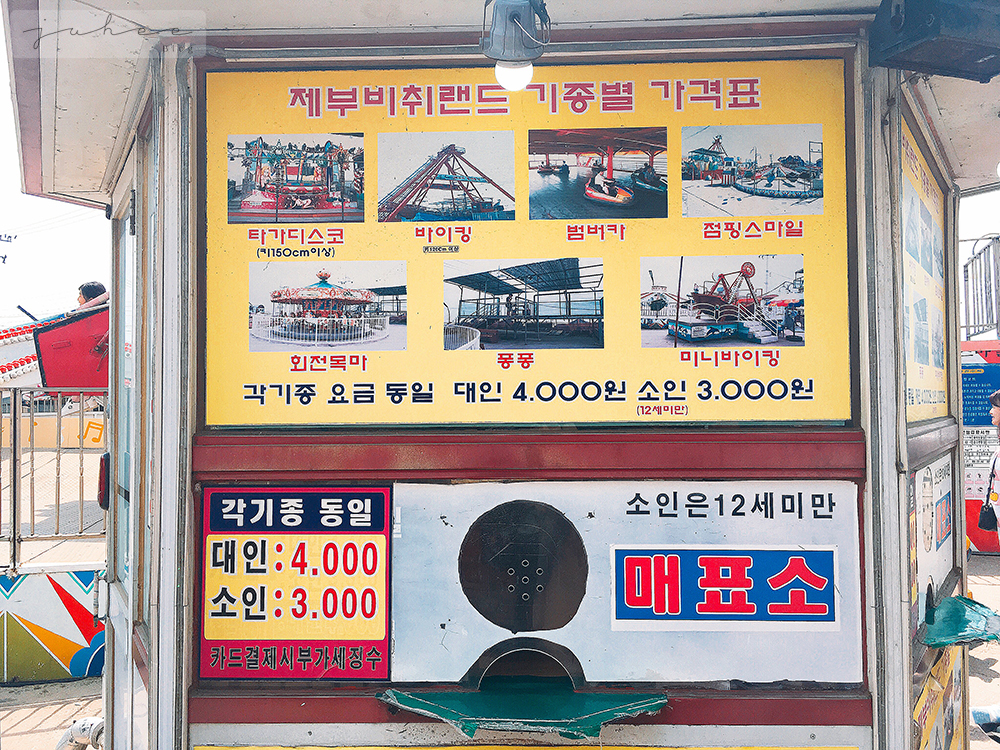 juhee
제부비취랜드 기종별 가격표
타가디스코 바이킹 범버카 점핑스마일
(키150cm이상)
회전목마 퐁퐁 미니바이킹
각기종 요금 동일 대인 4.000원 소인 3.000원
(12세미만)
각기종 동일
대인:4.000
소인:3.000
카드결제시부가세징수
소인은12세미만
매표소